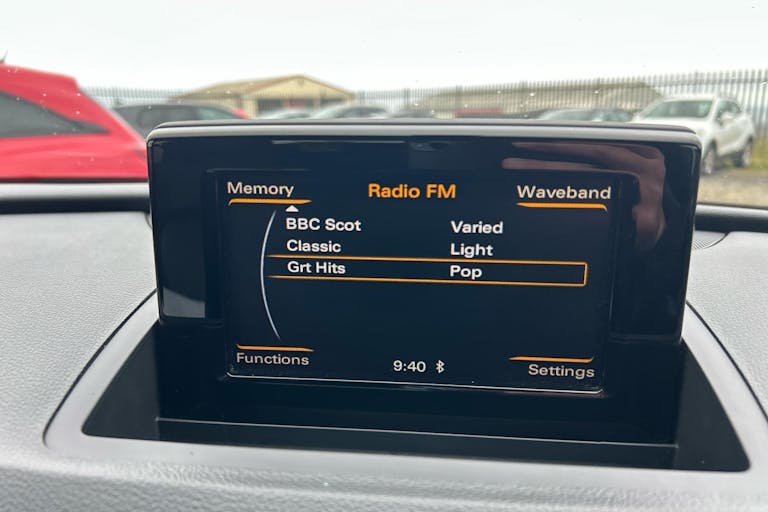 Memory Radio FM Waveband
BBC Scot Varied
Classic Light
Grt Hits Pop
Functions 9:40 Settings